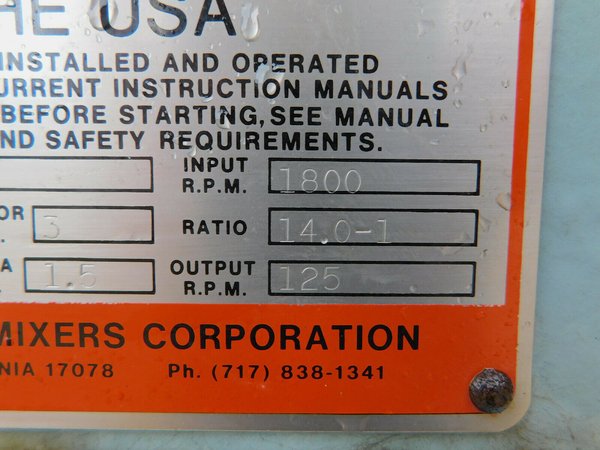 HE USA
INSTALLED AND OPERATED
URRENT INSTRUCTION MANUALS
BEFORE STARTING, SEE MANUAL
ND SAFETY REQUIREMENTS.
INPUT R.P.M. 1800
OR 3 RATIO 14.0-1
A 1.5 OUTPUT R.P.M. 125
MIXERS CORPORATION
NIA 17078 Ph. (717) 838-1341